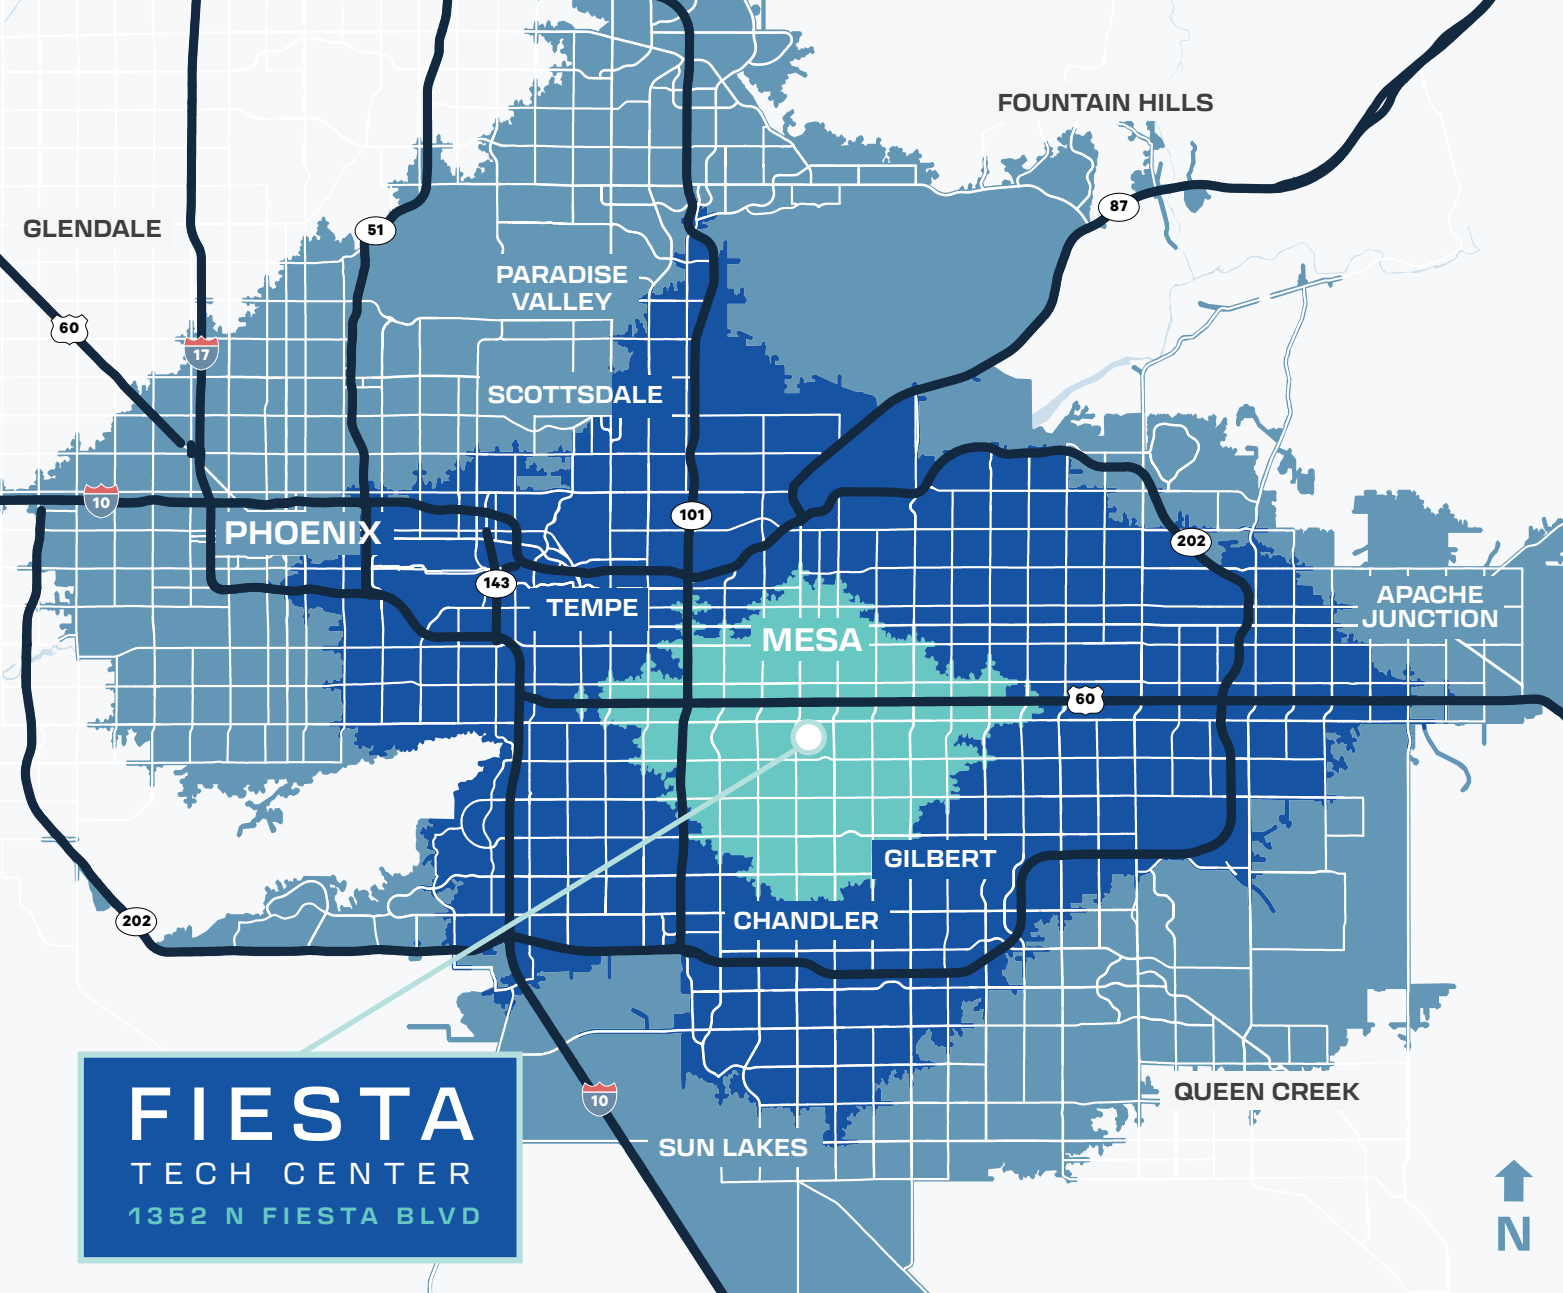 FOUNTAIN HILLS
87
GLENDALE
51
PARADISE
VALLEY
60
17
SCOTTSDALE
10
PHOENIX
101
202
143
TEMPE
APACHE
JUNCTION
MESA
60
GILBERT
CHANDLER
202
QUEEN CREEK
10
SUN LAKES
FIESTA
TECH CENTER
1352 N FIESTA BLVD
N